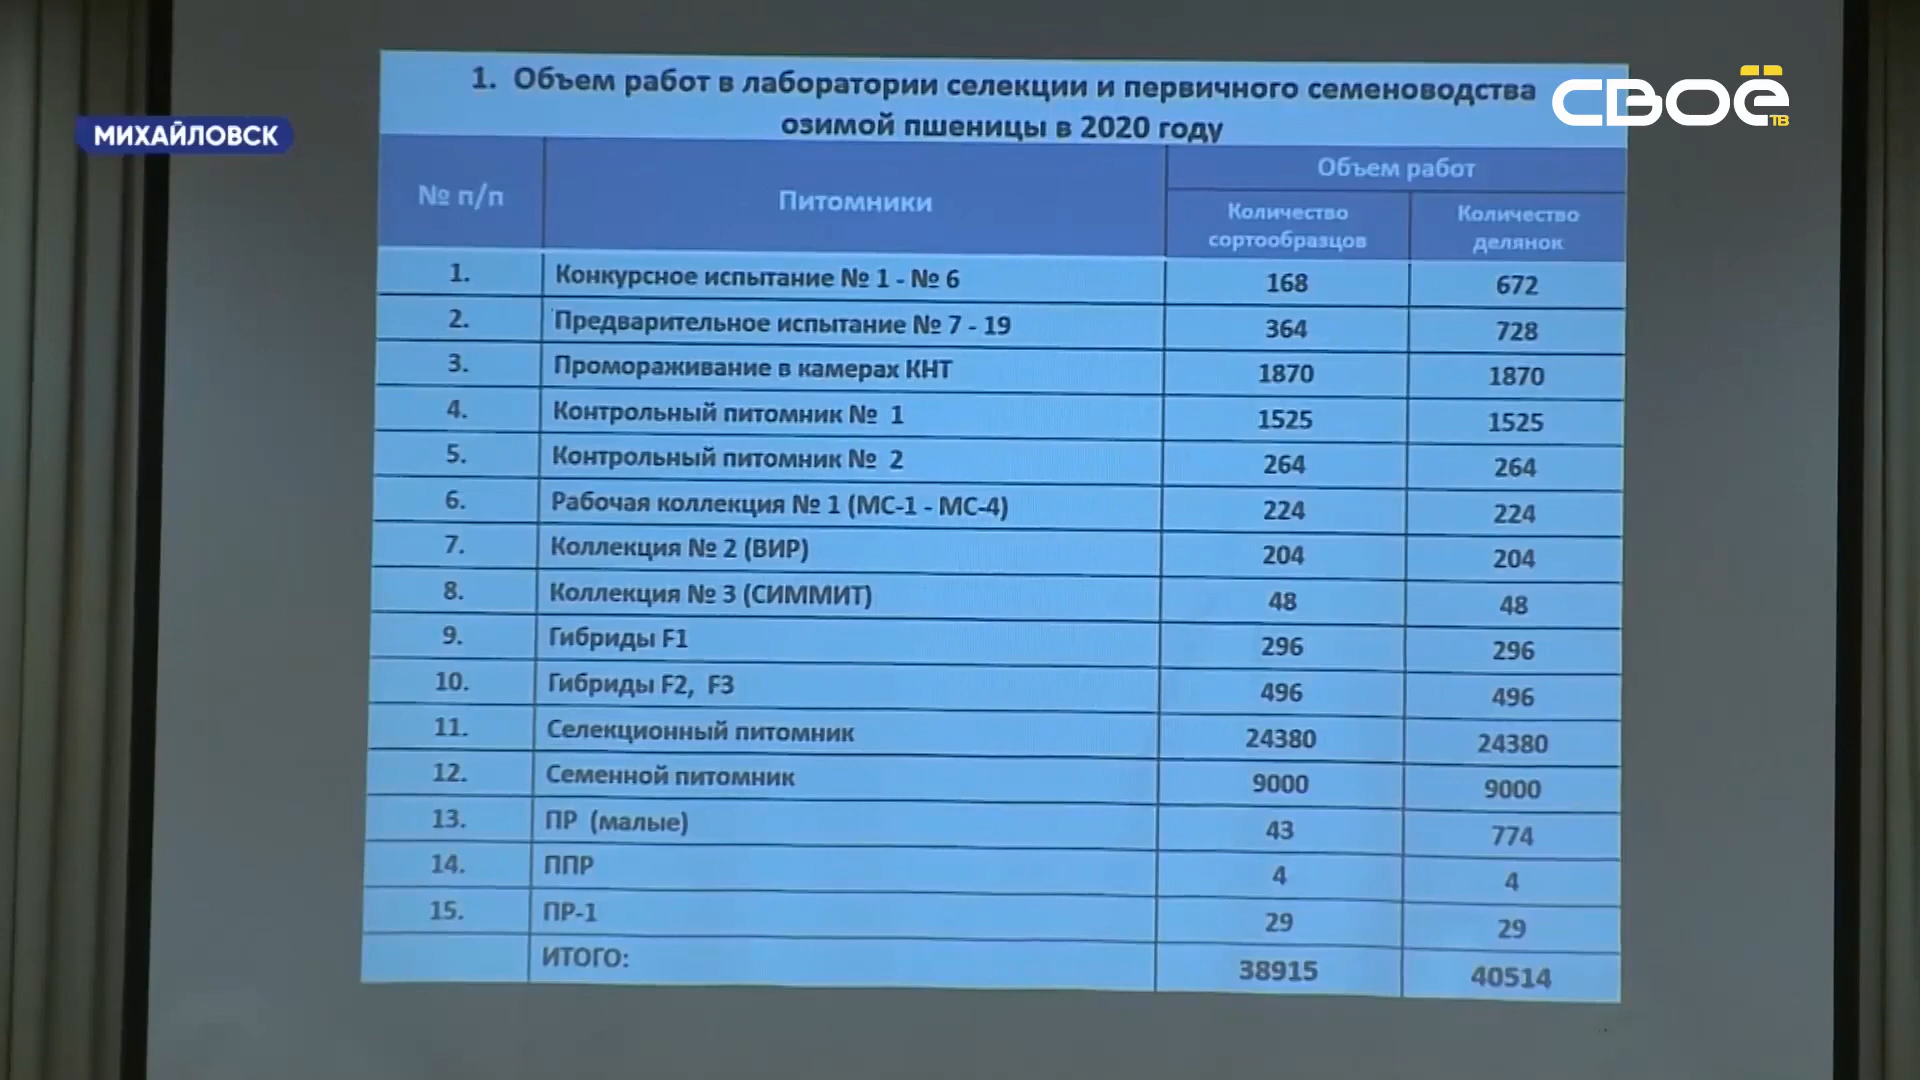 1. Объем работ в лаборатории селекции и первичного семеноводства
озимой пшеницы в 2020 году
СВОЁ
ТВ
МИХАЙЛОВСК
№ п/п Питомники Объем работ
Количество сортообразцов Количество делянок
1. Конкурсное испытание № 1 - № 6 168 672
2. Предварительное испытание № 7 - 19 364 728
3. Промораживание в камерах КНТ 1870 1870
4. Контрольный питомник № 1 1525 1525
5. Контрольный питомник № 2 264 264
6. Рабочая коллекция № 1 (МС-1 - МС-4) 224 224
7. Коллекция № 2 (ВИР) 204 204
8. Коллекция № 3 (СИММИТ) 48 48
9. Гибриды F1 296 296
10. Гибриды F2, F3 496 496
11. Селекционный питомник 24380 24380
12. Семенной питомник 9000 9000
13. ПР (малые) 43 774
14. ППР 4 4
15. ПР-1 29 29
ИТОГО: 38915 40514